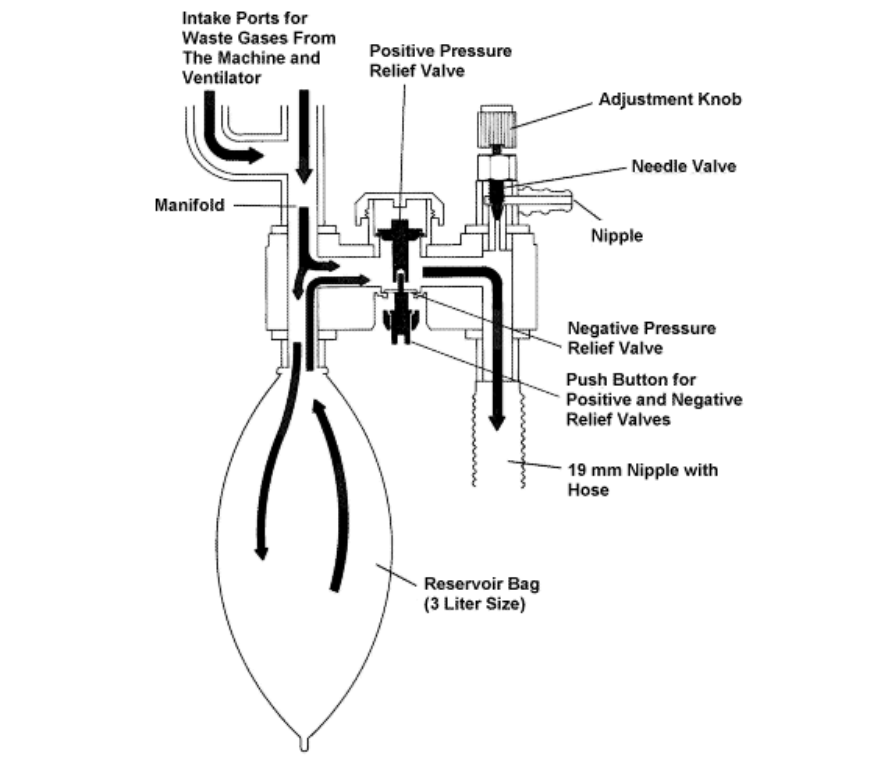 Intake Ports for
Waste Gases From
The Machine and
Ventilator
Positive Pressure
Relief Valve
Adjustment Knob
Needle Valve
Manifold
Nipple
Negative Pressure
Relief Valve
Push Button for
Positive and Negative
Relief Valves
19 mm Nipple with
Hose
Reservoir Bag
(3 Liter Size)